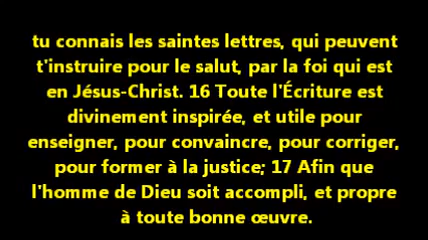 tu connais les saintes lettres, qui peuvent
t'instruire pour le salut, par la foi qui est
en Jésus-Christ. 16 Toute l'Écriture est
divinement inspirée, et utile pour
enseigner, pour convaincre, pour corriger,
pour former à la justice; 17 Afin que
l'homme de Dieu soit accompli, et propre
à toute bonne œuvre.